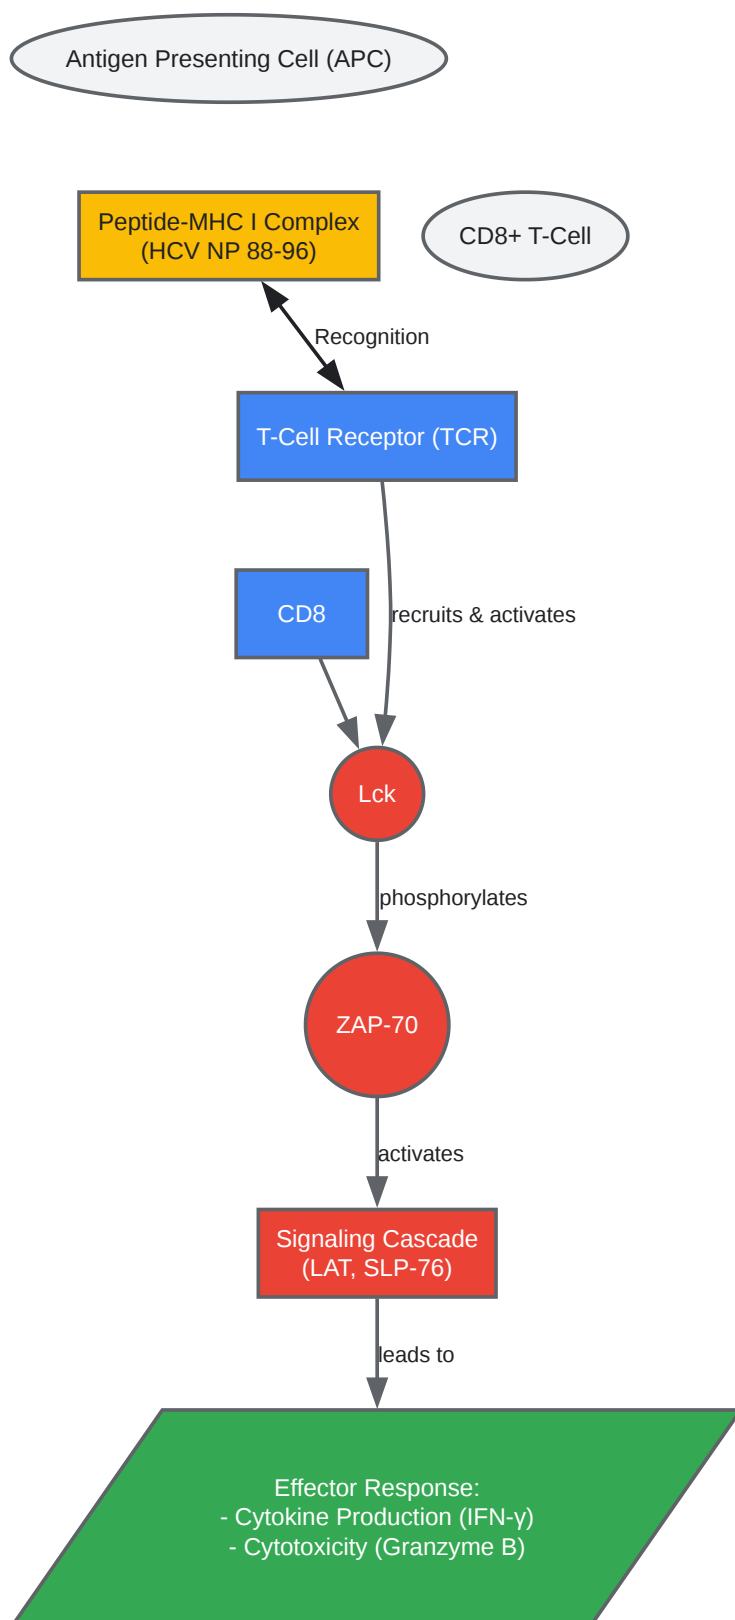 Antigen Presenting Cell (APC)
Peptide-MHC I Complex
(HCV NP 88-96)
CD8+ T-Cell
Recognition
T-Cell Receptor (TCR)
CD8
recruits & activates
Lck
phosphorylates
ZAP-70
activates
Signaling Cascade
(LAT, SLP-76)
leads to
Effector Response:
- Cytokine Production (IFN-γ)
- Cytotoxicity (Granzyme B)